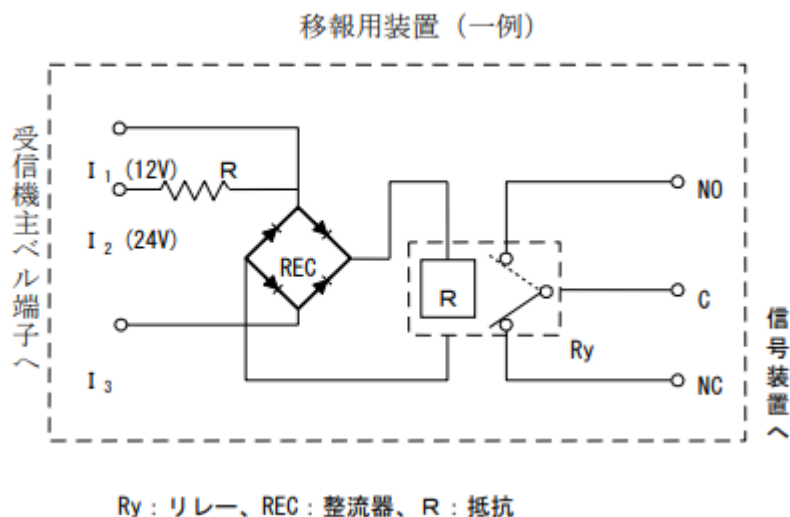 移報用装置（一例）
受信機主ベル端子へ
I₁(12V)
R
I₂(24V)
I₃
REC
R
Ry
NO
C
NC
信号装置へ
Ry：リレー、REC：整流器、R：抵抗